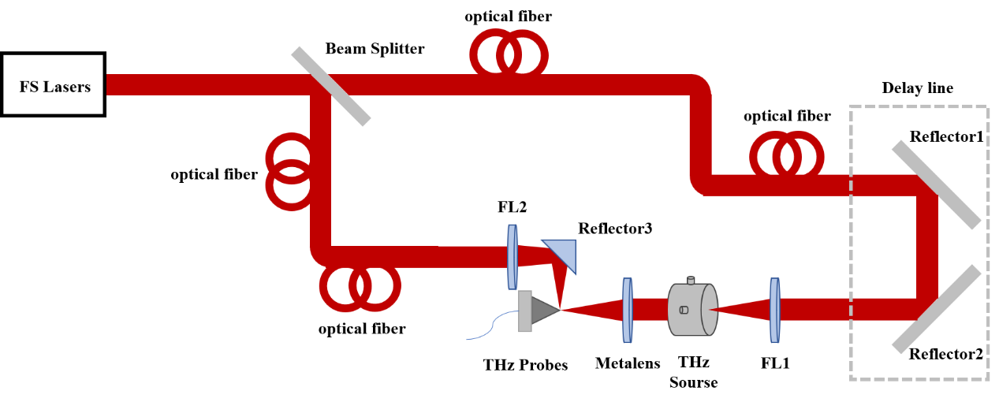 optical fiber
Beam Splitter
FS Lasers
Delay line
optical fiber
Reflector1
optical fiber
FL2
Reflector3
optical fiber
THz Probes
Metalens
THz
Sourse
FL1
Reflector2